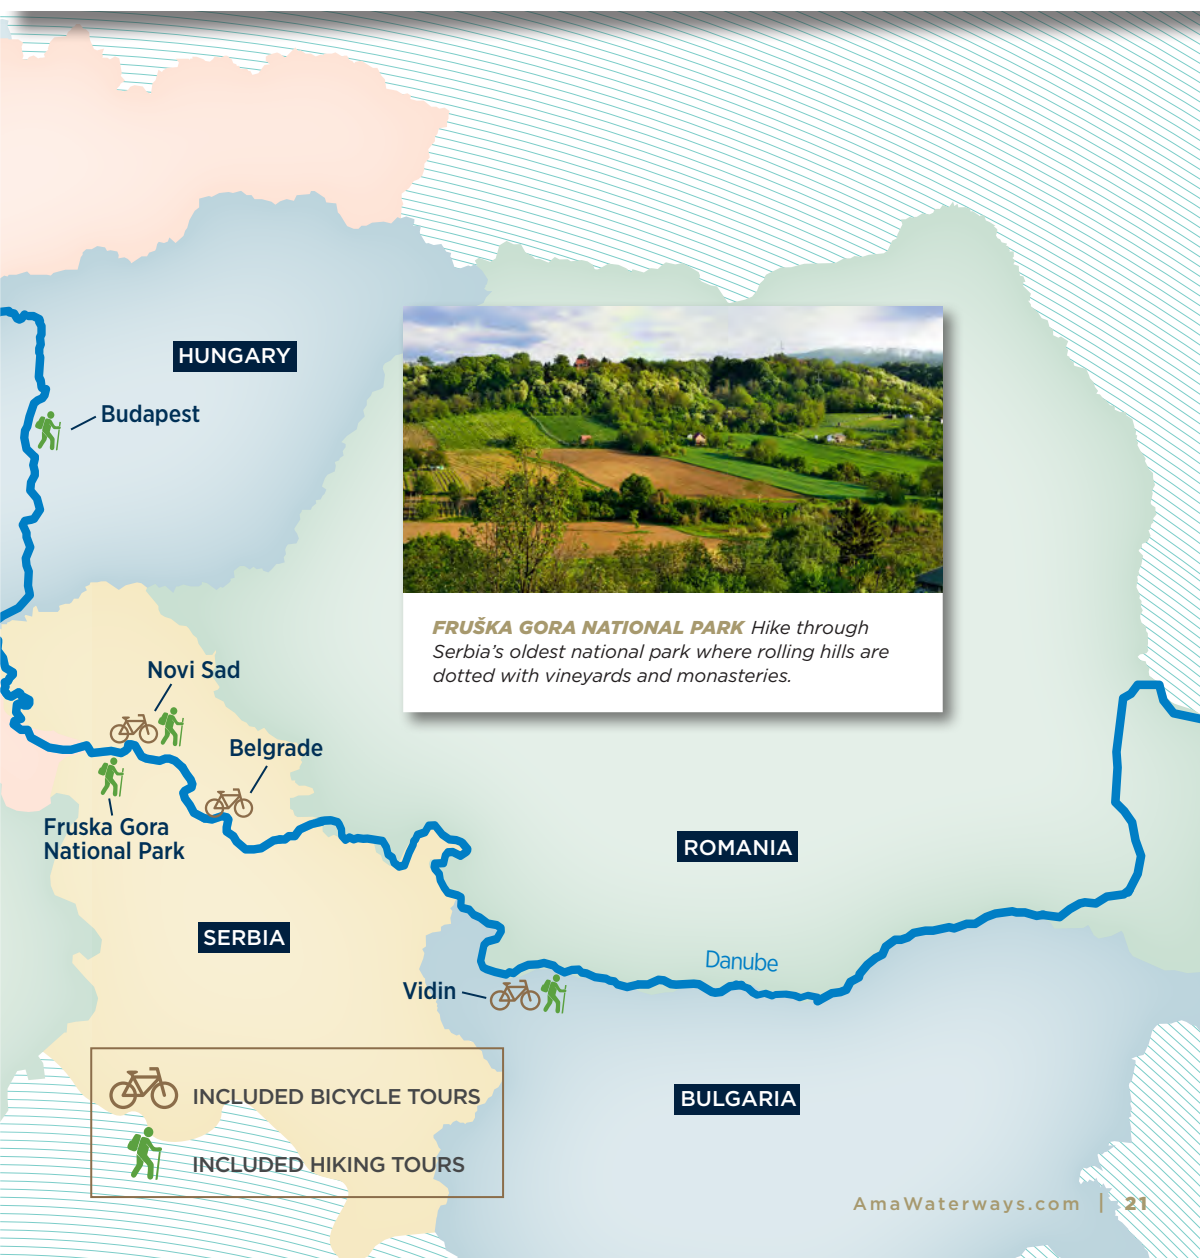 HUNGARY
Budapest
FRUŠKA GORA NATIONAL PARK Hike through
Serbia’s oldest national park where rolling hills are
dotted with vineyards and monasteries.
Novi Sad
Belgrade
Fruska Gora
National Park
ROMANIA
SERBIA
Danube
Vidin
INCLUDED BICYCLE TOURS
BULGARIA
INCLUDED HIKING TOURS
AmaWaterways.com | 21